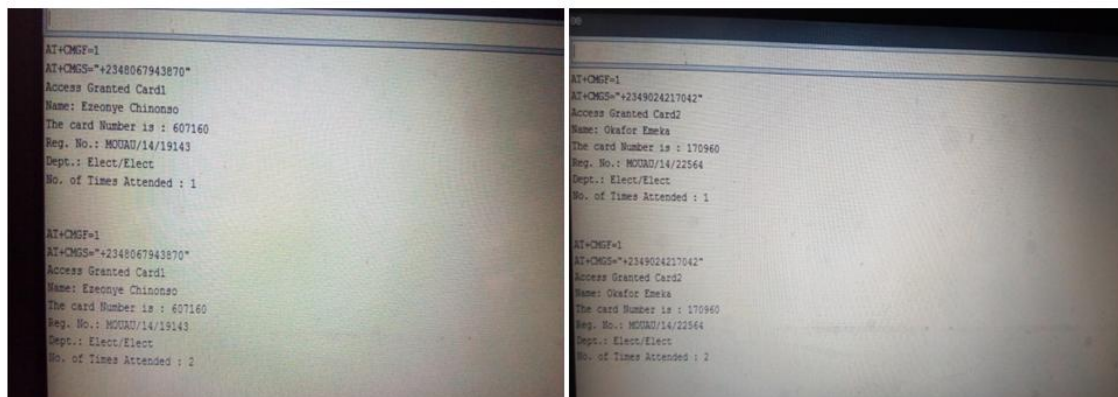 AT+CMGF=1
AT+CMGS="+2348067943870"
Access Granted Card1
Name: Ezeonye Chinonso
The card Number is : 607160
Reg. No.: MOUAU/14/19143
Dept.: Elect/Elect
No. of Times Attended : 1
AT+CMGF=1
AT+CMGS="+2348067943870"
Access Granted Card1
Name: Ezeonye Chinonso
The card Number is : 607160
Reg. No.: MOUAU/14/19143
Dept.: Elect/Elect
No. of Times Attended : 2
AT+CMGF=1
AT+CMGS="+2349024217042"
Access Granted Card2
Name: Okafor Emeka
The card Number is : 170960
Reg. No.: MOUAU/14/22564
Dept.: Elect/Elect
No. of Times Attended : 1
AT+CMGF=1
AT+CMGS="+2349024217042"
Access Granted Card2
Name: Okafor Emeka
The card Number is : 170960
Reg. No.: MOUAU/14/22564
Dept.: Elect/Elect
No. of Times Attended : 2